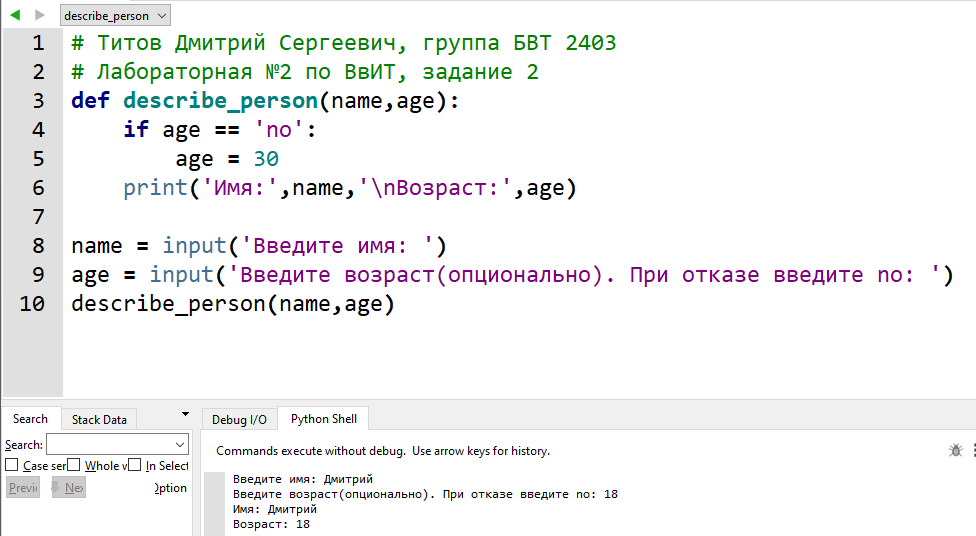 describe_person
1 # Титов Дмитрий Сергеевич, группа БВТ 2403
2 # Лабораторная №2 по ВвИТ, задание 2
3 def describe_person(name,age):
4     if age == 'no':
5         age = 30
6     print('Имя:',name,'\nВозраст:',age)
7
8 name = input('Введите имя: ')
9 age = input('Введите возраст(опционально). При отказе введите no: ')
10 describe_person(name,age)
Search Stack Data
Search:
Case ser Whole v In Select
Previ Nex Option
Debug I/O Python Shell
Commands execute without debug. Use arrow keys for history.
Введите имя: Дмитрий
Введите возраст(опционально). При отказе введите no: 18
Имя: Дмитрий
Возраст: 18